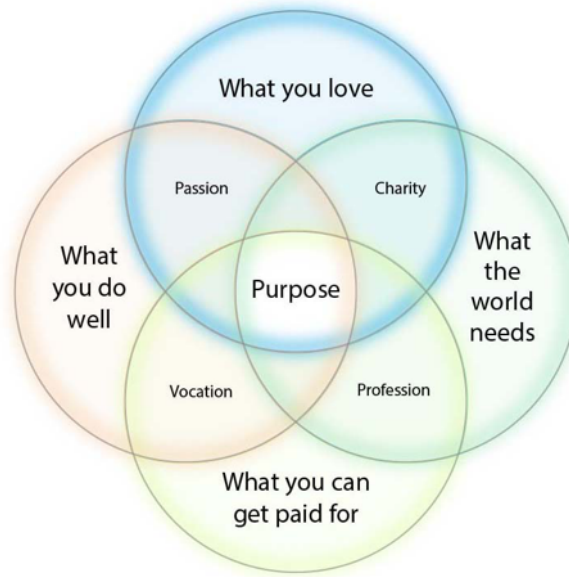 What you love
Passion
Charity
What
you do
well
Purpose
What
the
world
needs
Vocation
Profession
What you can
get paid for